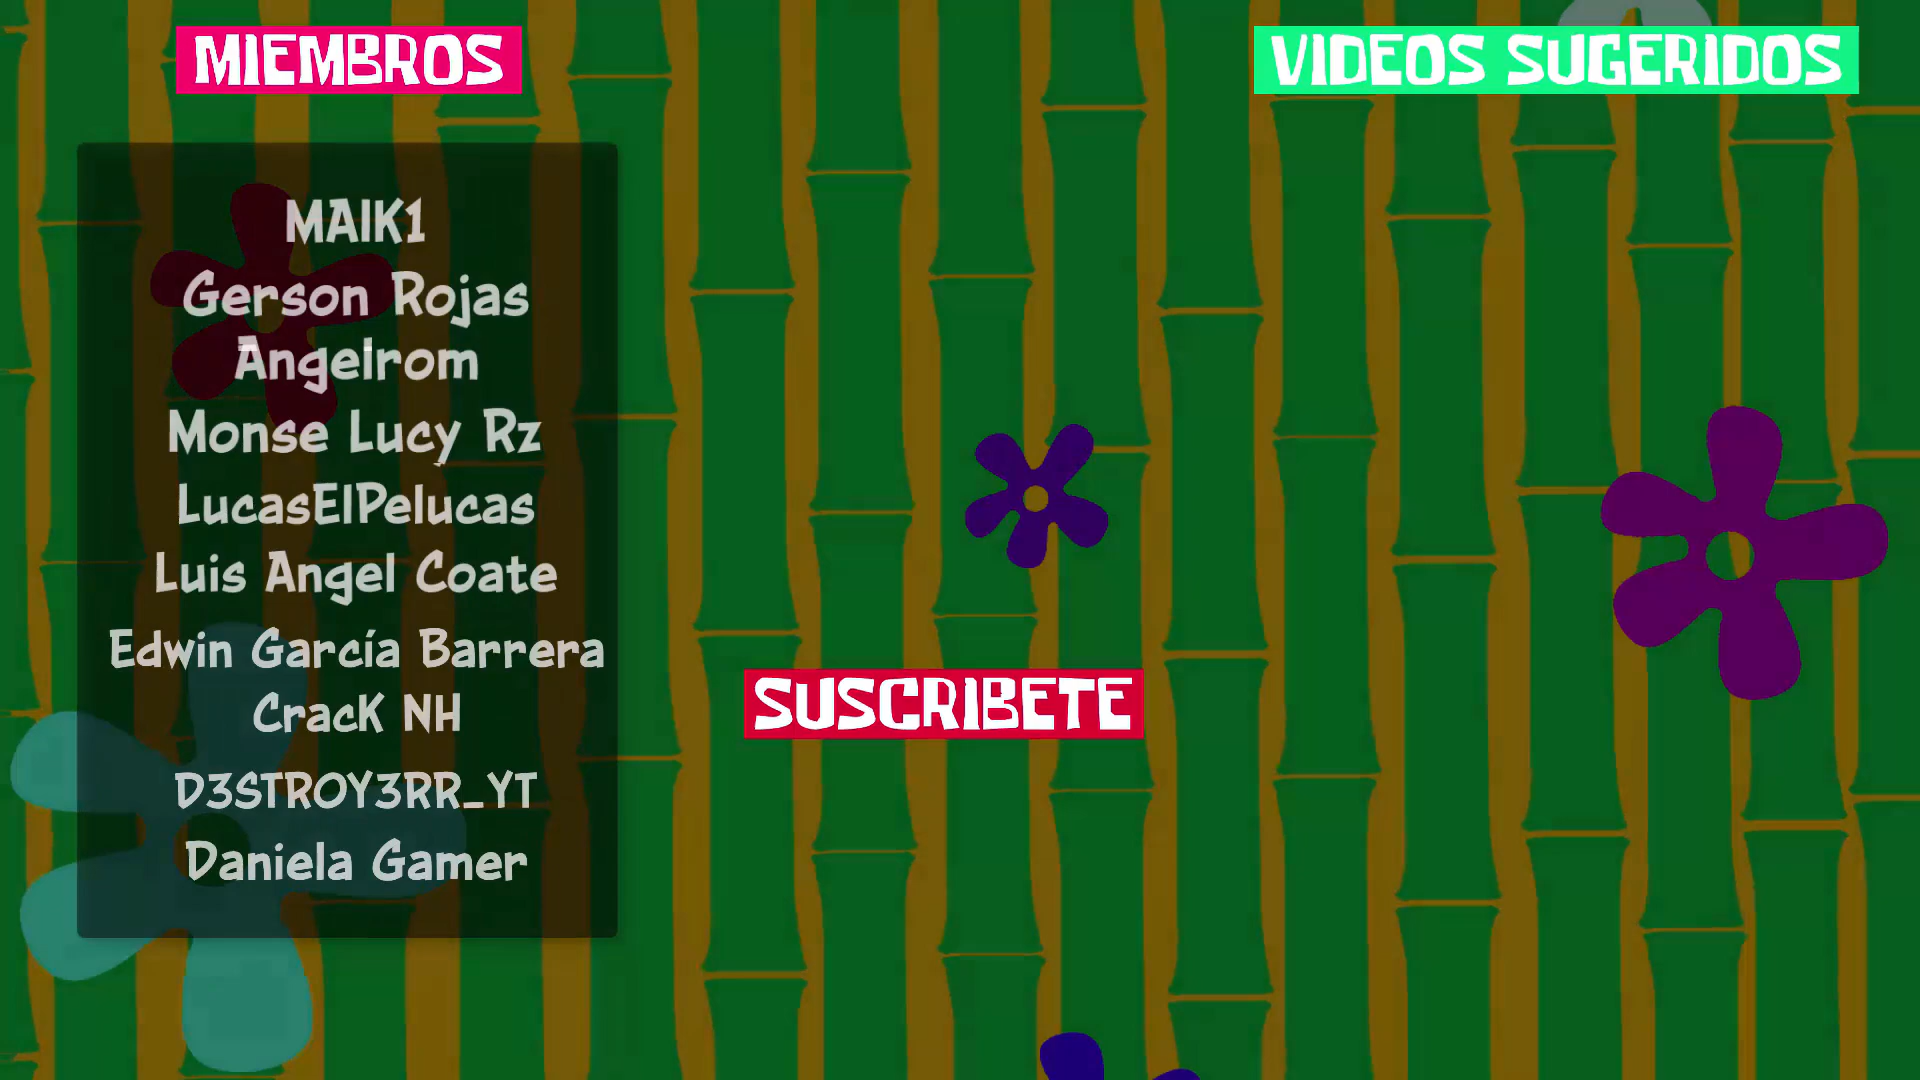 MIEMBROS
VIDEOS SUGERIDOS
MAIK1
Gerson Rojas
Angelrom
Monse Lucy Rz
LucasElPelucas
Luis Angel Coate
Edwin García Barrera
CracK NH
D3STROY3RR_YT
Daniela Gamer
SUSCRIBETE